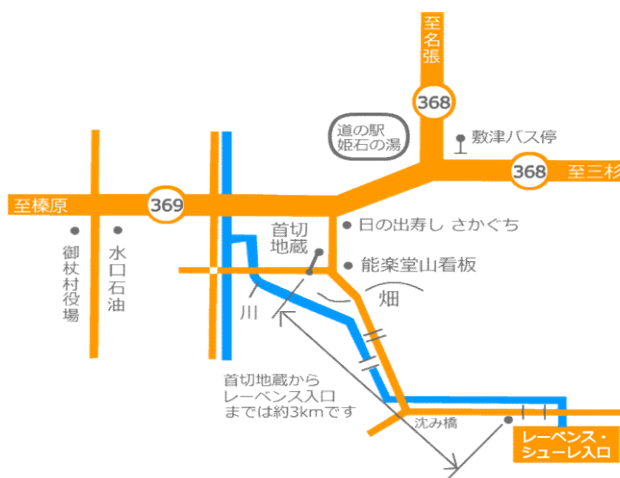 至名張
368
道の駅
姫石の湯
敷津バス停
368
至三杉
至榛原
369
日の出寿し さかぐち
首切
地蔵
能楽堂山看板
御杖村役場
水口石油
川
畑
首切地蔵から
レーベンス入口
までは約3kmです
沈み橋
レーベンス・
シューレ入口